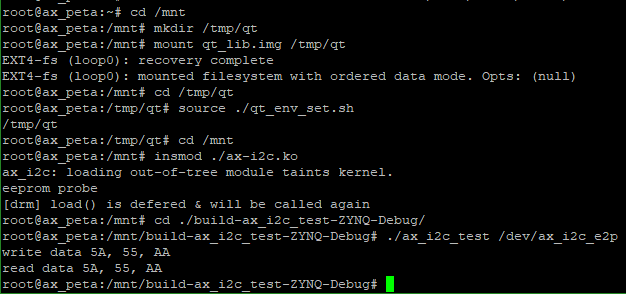 root@ax_peta:~# cd /mnt
root@ax_peta:/mnt# mkdir /tmp/qt
root@ax_peta:/mnt# mount qt_lib.img /tmp/qt
EXT4-fs (loop0): recovery complete
EXT4-fs (loop0): mounted filesystem with ordered data mode. Opts: (null)
root@ax_peta:/mnt# cd /tmp/qt
root@ax_peta:/tmp/qt# source ./qt_env_set.sh
/tmp/qt
root@ax_peta:/tmp/qt# cd /mnt
root@ax_peta:/mnt# insmod ./ax-i2c.ko
ax_i2c: loading out-of-tree module taints kernel.
eeprom probe
[drm] load() is defered & will be called again
root@ax_peta:/mnt# cd ./build-ax_i2c_test-ZYNQ-Debug/
root@ax_peta:/mnt/build-ax_i2c_test-ZYNQ-Debug# ./ax_i2c_test /dev/ax_i2c_e2p
write data 5A, 55, AA
read data 5A, 55, AA
root@ax_peta:/mnt/build-ax_i2c_test-ZYNQ-Debug#